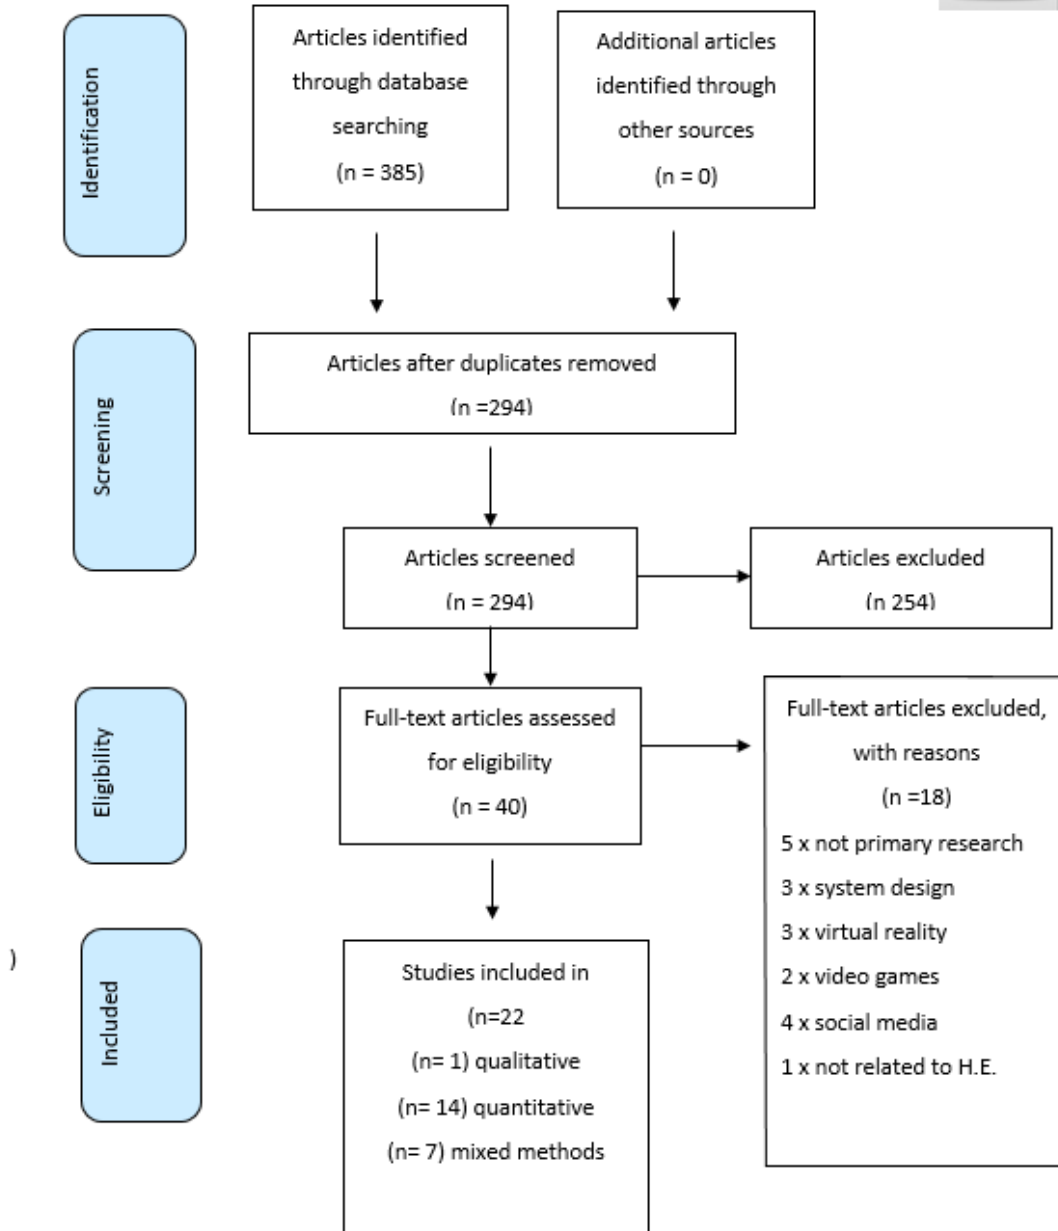 Identification
Articles identified
through database
searching
(n = 385)
Additional articles
identified through
other sources
(n = 0)
Screening
Articles after duplicates removed
(n =294)
Articles screened
(n = 294)
Articles excluded
(n 254)
Eligibility
Full-text articles assessed
for eligibility
(n = 40)
Full-text articles excluded,
with reasons
(n =18)
5 x not primary research
3 x system design
3 x virtual reality
2 x video games
4 x social media
1 x not related to H.E.
)
Included
Studies included in
(n=22
(n= 1) qualitative
(n= 14) quantitative
(n= 7) mixed methods